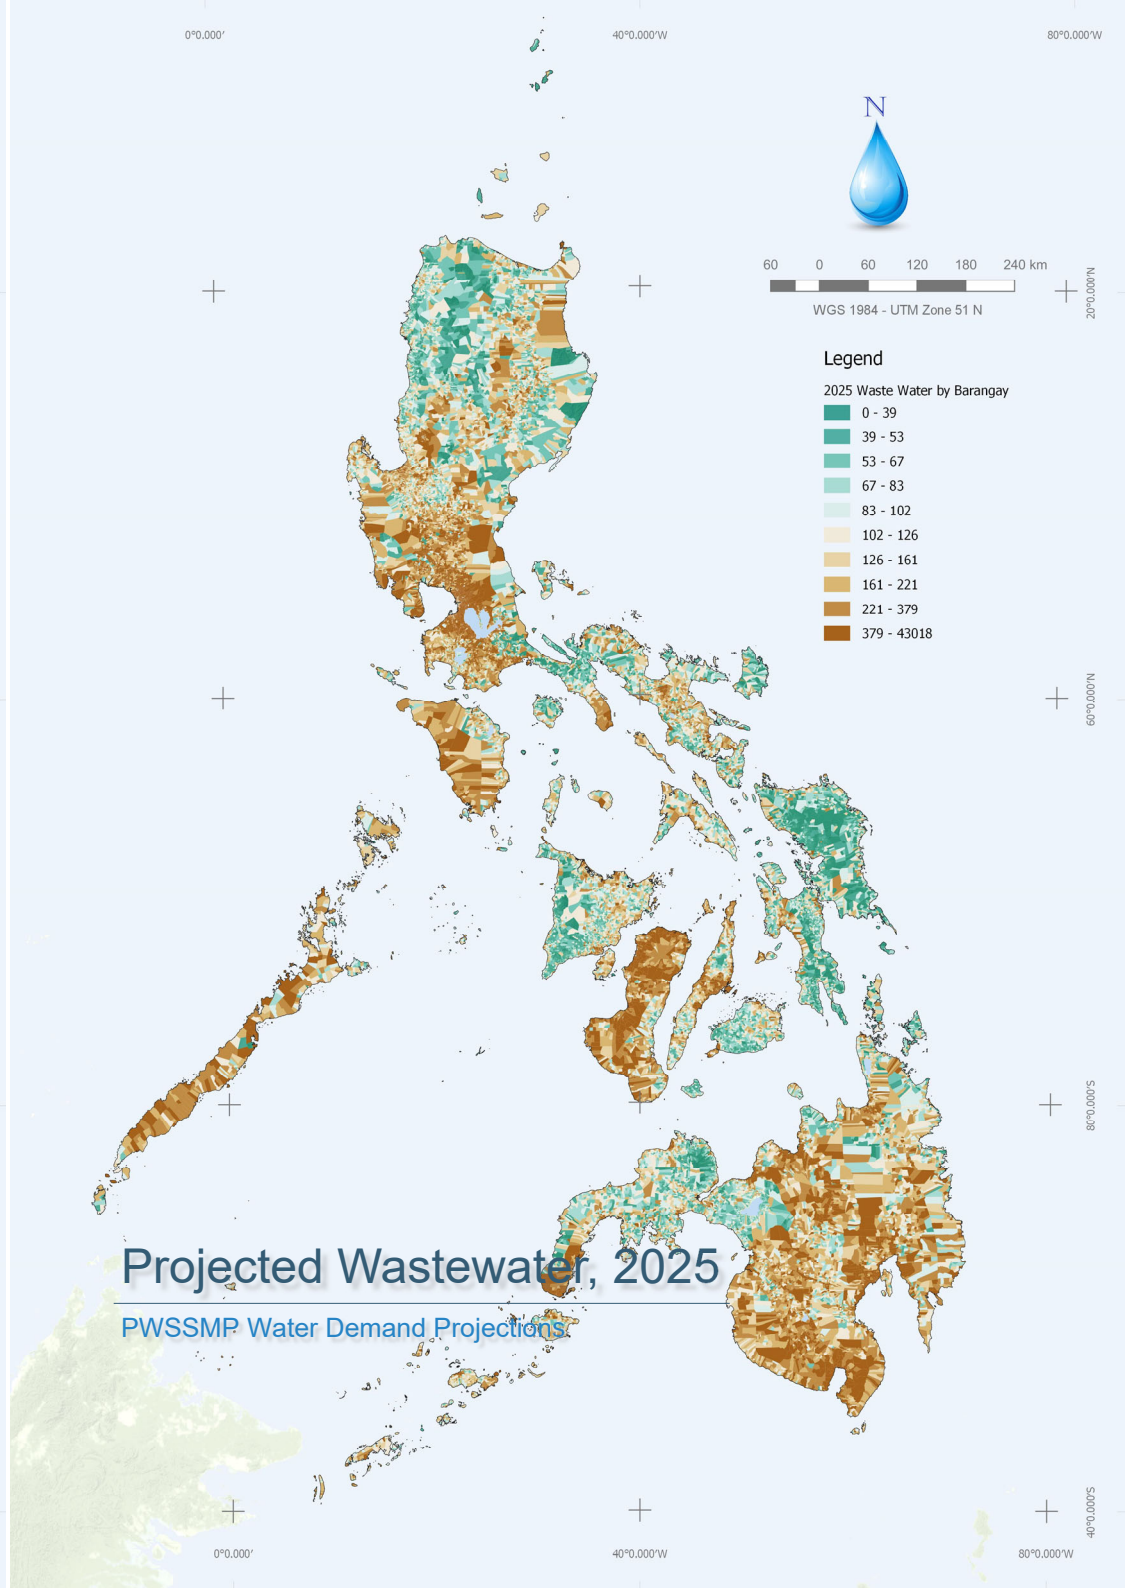 0°0.000'
40°0.000'W
80°0.000'W
N
60 0 60 120 180 240 km
WGS 1984 - UTM Zone 51 N
20°0.000'N
Legend
2025 Waste Water by Barangay
0 - 39
39 - 53
53 - 67
67 - 83
83 - 102
102 - 126
126 - 161
161 - 221
221 - 379
379 - 43018
60°0.000'N
80°0.000'S
Projected Wastewater, 2025
PWSSMP Water Demand Projections
40°0.000'S
0°0.000'
40°0.000'W
80°0.000'W